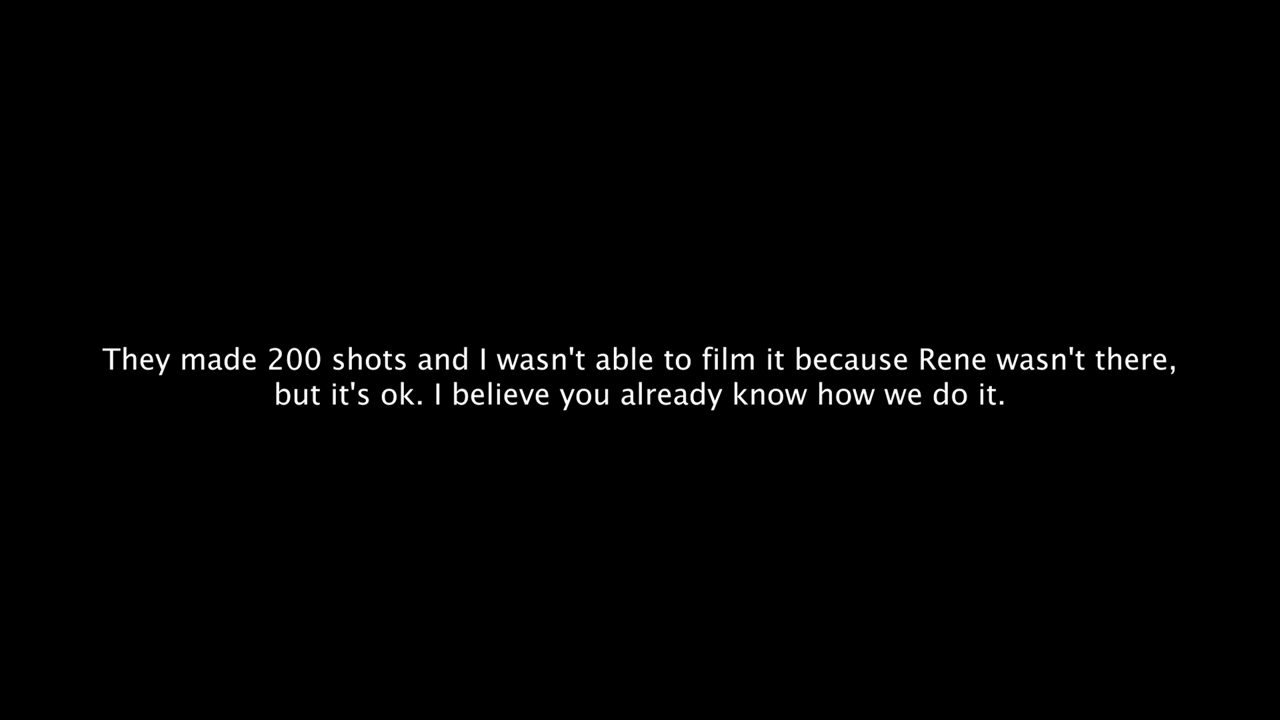 They made 200 shots and I wasn't able to film it because Rene wasn't there,
but it's ok. I believe you already know how we do it.